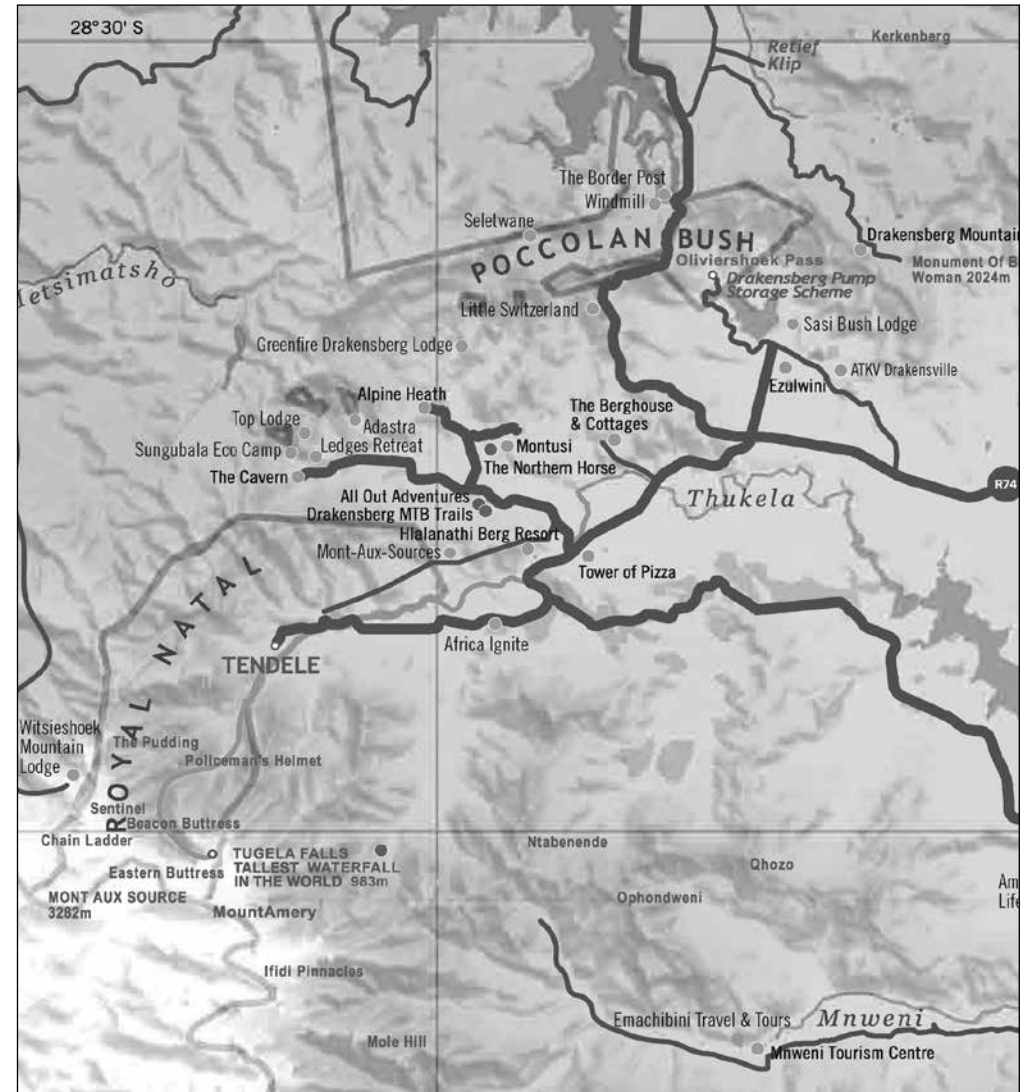 28°30' S
Kerkenberg
Retief
Klip
The Border Post
Windmill
Seletwane
POCCOLAN BUSH
Drakensberg Mountain
Oliviershoek Pass
Monument Of B
Woman 2024m
Metsimatsho
Drakensberg Pump
Storage Scheme
Little Switzerland
Sasi Bush Lodge
Greenfire Drakensberg Lodge
ATKV Drakensville
Ezulwini
Alpine Heath
The Berghouse
& Cottages
Top Lodge
Adastra
Sungubala Eco Camp
Ledges Retreat
Montusi
The Northern Horse
The Cavern
R74
All Out Adventures
Thukela
Drakensberg MTB Trails
Hlalanathi Berg Resort
Mont-Aux-Sources
Tower of Pizza
ROYAL NATAL
Africa Ignite
TENDELE
Witsieshoek
Mountain
Lodge
The Pudding
Policeman's Helmet
Sentinel
Beacon Buttress
Chain Ladder
Ntabenende
TUGELA FALLS
TALLEST WATERFALL
IN THE WORLD 983m
Eastern Buttress
Qhozo
MONT AUX SOURCE
3282m
Ophondweni
Am
Life
MountAmery
Ifidi Pinnacles
Emachibini Travel & Tours
Mnweni
Mole Hill
Mnweni Tourism Centre